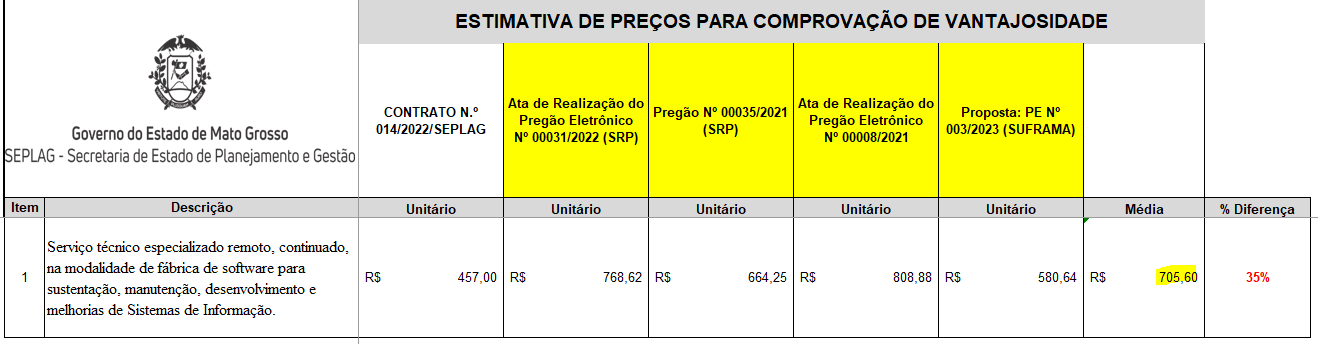 ESTIMATIVA DE PREÇOS PARA COMPROVAÇÃO DE VANTAJOSIDADE
Governo do Estado de Mato Grosso
SEPLAG - Secretaria de Estado de Planejamento e Gestão
CONTRATO N.º
014/2022/SEPLAG
Ata de Realização do
Pregão Eletrônico
Nº 00031/2022 (SRP)
Pregão Nº 00035/2021
(SRP)
Ata de Realização do
Pregão Eletrônico
Nº 00008/2021
Proposta: PE Nº
003/2023 (SUFRAMA)
Item Descrição Unitário Unitário Unitário Unitário Unitário Média % Diferença
1
Serviço técnico especializado remoto, continuado,
na modalidade de fábrica de software para
sustentação, manutenção, desenvolvimento e
melhorias de Sistemas de Informação.
R$ 457,00 R$ 768,62 R$ 664,25 R$ 808,88 R$ 580,64 R$ 705,60 35%